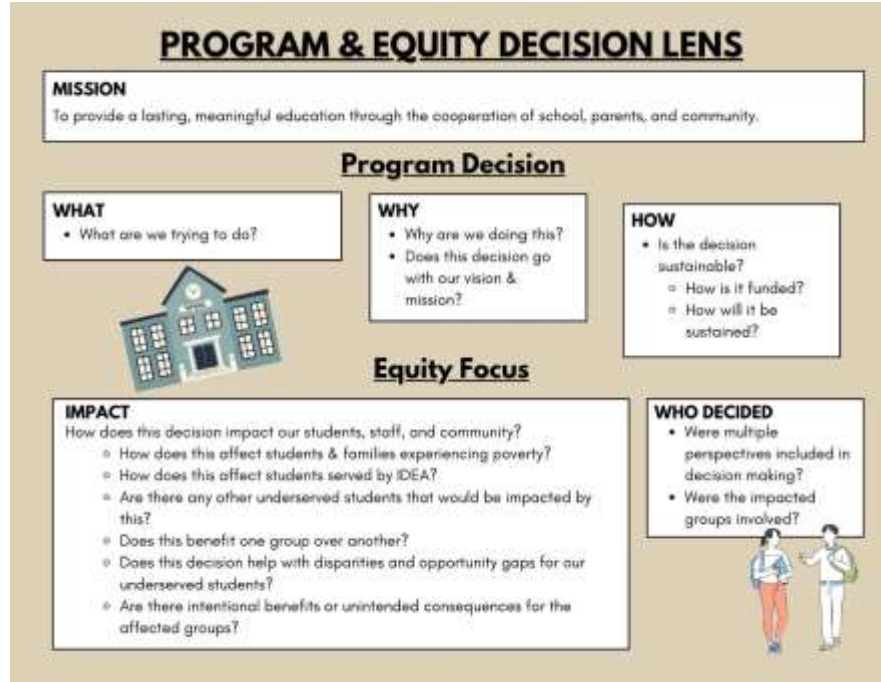 PROGRAM & EQUITY DECISION LENS
MISSION
To provide a lasting, meaningful education through the cooperation of school, parents, and community.
Program Decision
WHAT
• What are we trying to do?
WHY
• Why are we doing this?
• Does this decision go
with our vision &
mission?
HOW
• Is the decision
sustainable?
○ How is it funded?
○ How will it be
sustained?
Equity Focus
IMPACT
How does this decision impact our students, staff, and community?
○ How does this affect students & families experiencing poverty?
○ How does this affect students served by IDEA?
○ Are there any other underserved students that would be impacted by
this?
○ Does this benefit one group over another?
○ Does this decision help with disparities and opportunity gaps for our
underserved students?
○ Are there intentional benefits or unintended consequences for the
affected groups?
WHO DECIDED
• Were multiple
perspectives included in
decision making?
• Were the impacted
groups involved?